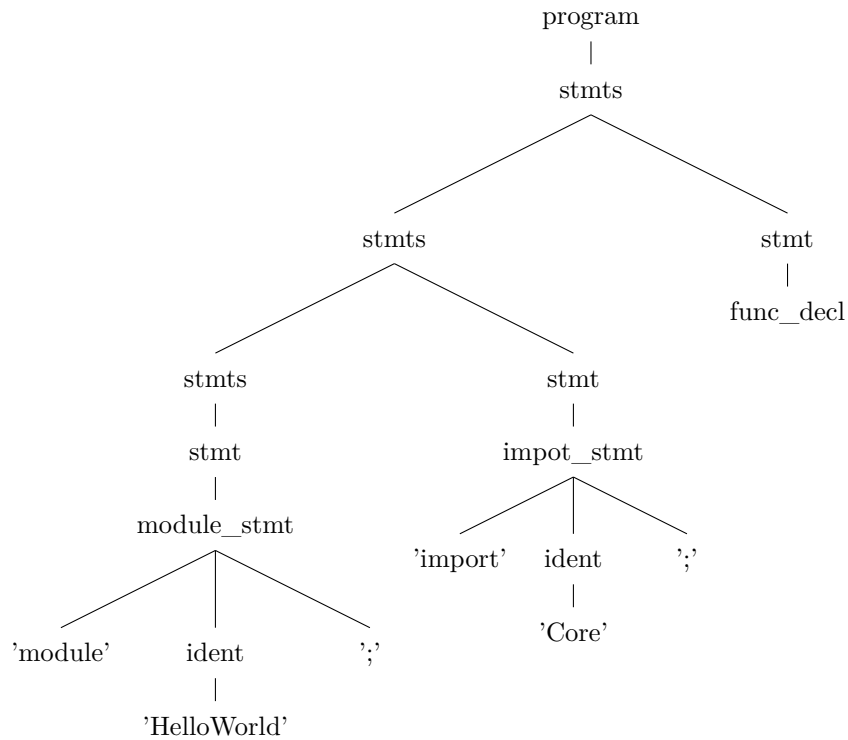 program
stmts
stmts stmt
func_decl
stmts stmt
stmt impot_stmt
module_stmt
'import' ident ';'
'Core'
'module' ident ';'
'HelloWorld'